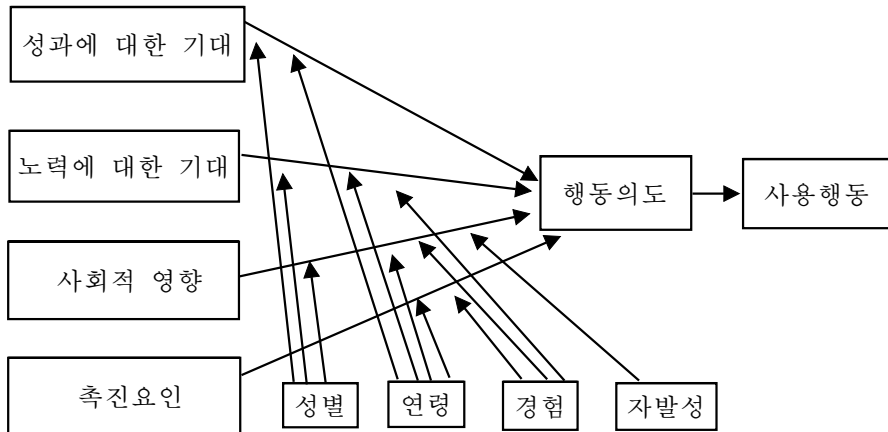 성과에 대한 기대
노력에 대한 기대
행동의도
사용행동
사회적 영향
촉진요인
성별
연령
경험
자발성